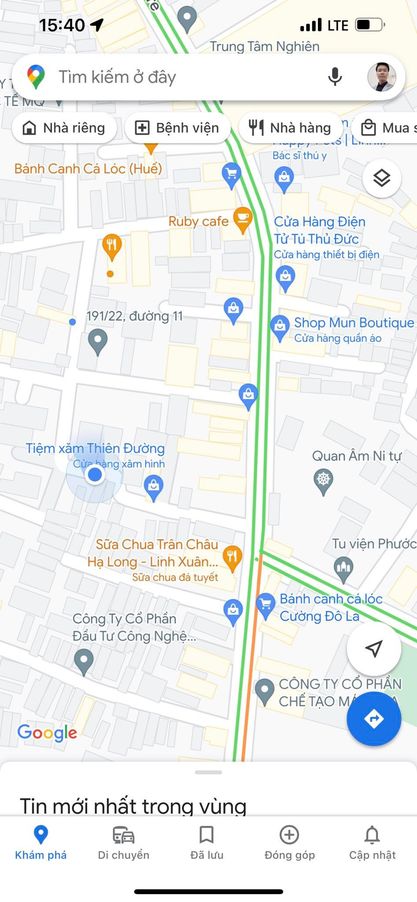 15:40
LTE
Trung Tâm Nghiên
Tìm kiếm ở đây
TẾ
Nhà riêng
Bệnh viện
Nhà hàng
Mua s
Bác sĩ thú y
Bánh Canh Cá Lóc (Huế)
Ruby cafe
Cửa Hàng Điện
Tử Tú Thủ Đức
Cửa hàng thiết bị điện
191/22, đường 11
Shop Mun Boutique
Cửa hàng quần áo
Tiệm xăm Thiên Đường
Cửa hàng xăm hình
Quan Âm Ni tự
Sữa Chua Trân Châu
Hạ Long - Linh Xuân...
Sữa chua đá tuyết
Tu viện Phước
Bánh canh cá lóc
Cường Đô La
Công Ty Cổ Phần
Đầu Tư Công Nghệ...
CÔNG TY CỔ PHẦN
CHẾ TẠO
Google
Tin mới nhất trong vùng
Khám phá
Di chuyển
Đã lưu
Đóng góp
Cập nhật